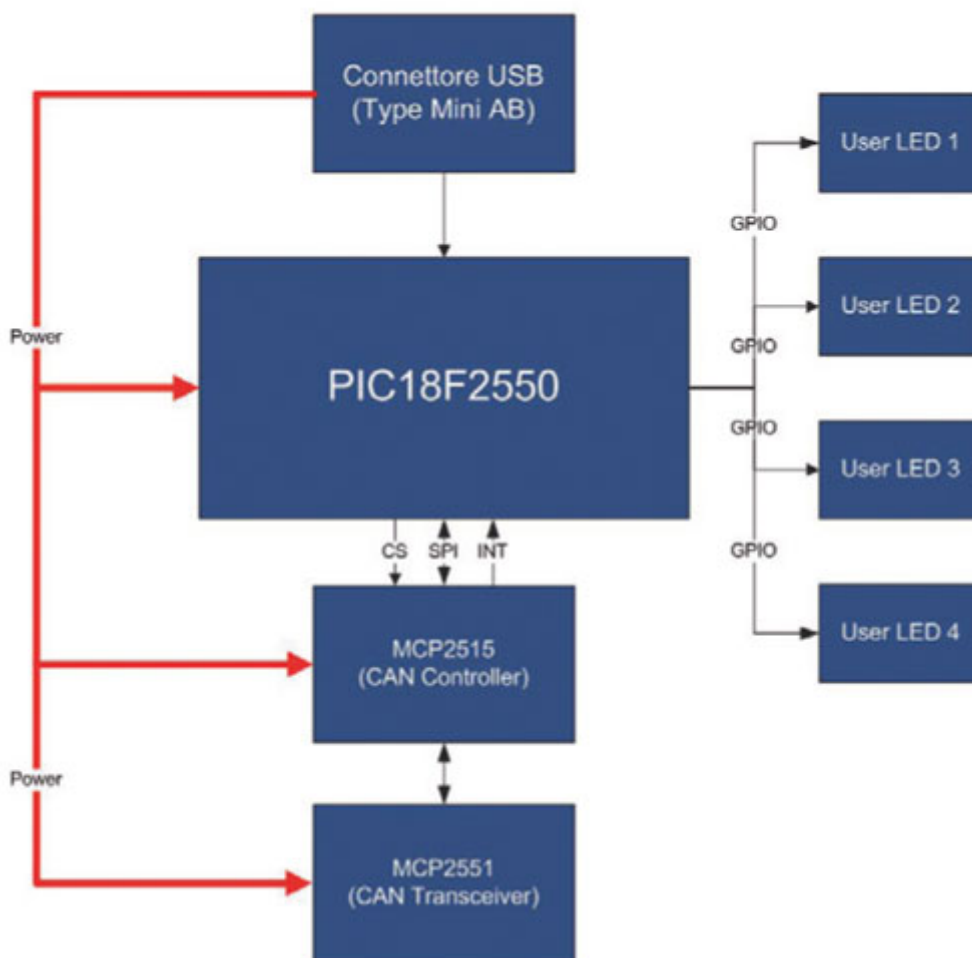 Connettore USB
(Type Mini AB)
User LED 1
GPIO
User LED 2
Power
GPIO
PIC18F2550
GPIO
User LED 3
CS SPI INT
GPIO
User LED 4
MCP2515
(CAN Controller)
Power
MCP2551
(CAN Transceiver)